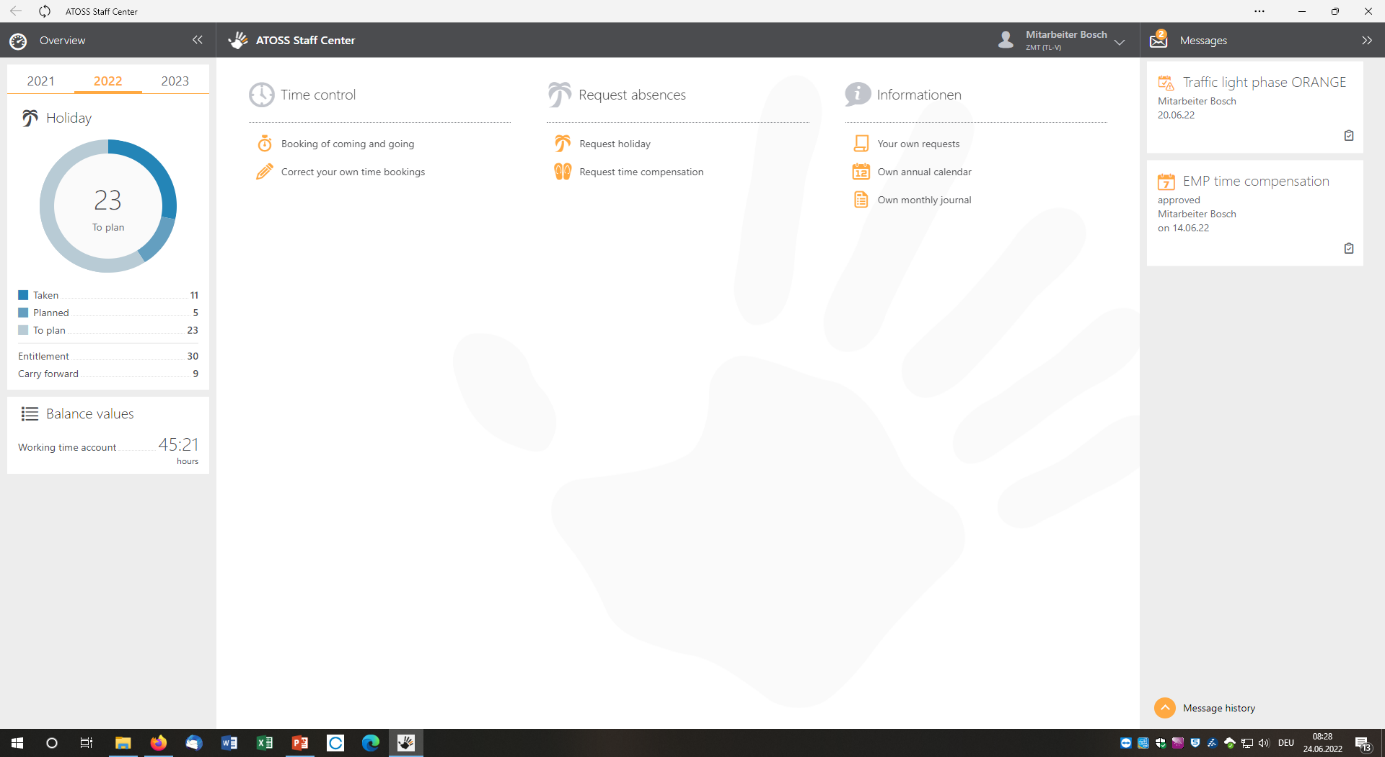 ATOSS Staff Center
Overview
2021 2022 2023
Holiday
23
To plan
Taken 11
Planned 5
To plan 23
Entitlement 30
Carry forward 9
Balance values
Working time account 45:21
hours
ATOSS Staff Center
Mitarbeiter Bosch
ZMT (TL-V)
Time control
Booking of coming and going
Correct your own time bookings
Request absences
Request holiday
Request time compensation
Informationen
Your own requests
12 Own annual calendar
Own monthly journal
2
Messages
Traffic light phase ORANGE
Mitarbeiter Bosch
20.06.22
7 EMP time compensation
approved
Mitarbeiter Bosch
on 14.06.22
Message history
DEU
08:28
24.06.2022
13